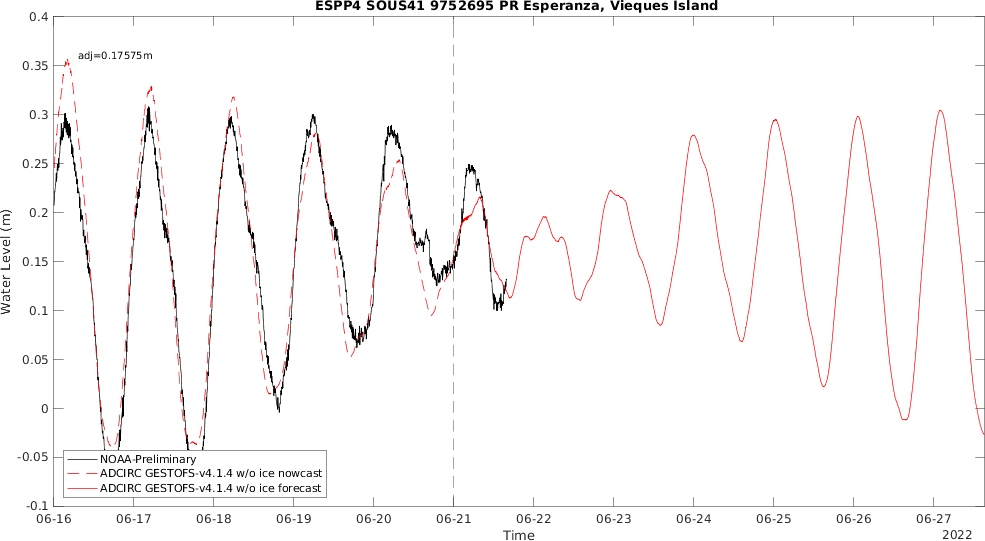 ESPP4 SOUS41 9752695 PR Esperanza, Vieques Island
adj=0.17575m
Water Level (m)
0.4
0.35
0.3
0.25
0.2
0.15
0.1
0.05
0
-0.05
-0.1
NOAA-Preliminary
ADCIRC GESTOFS-v4.1.4 w/o ice nowcast
ADCIRC GESTOFS-v4.1.4 w/o ice forecast
06-16 06-17 06-18 06-19 06-20 06-21 06-22 06-23 06-24 06-25 06-26 06-27
Time
2022